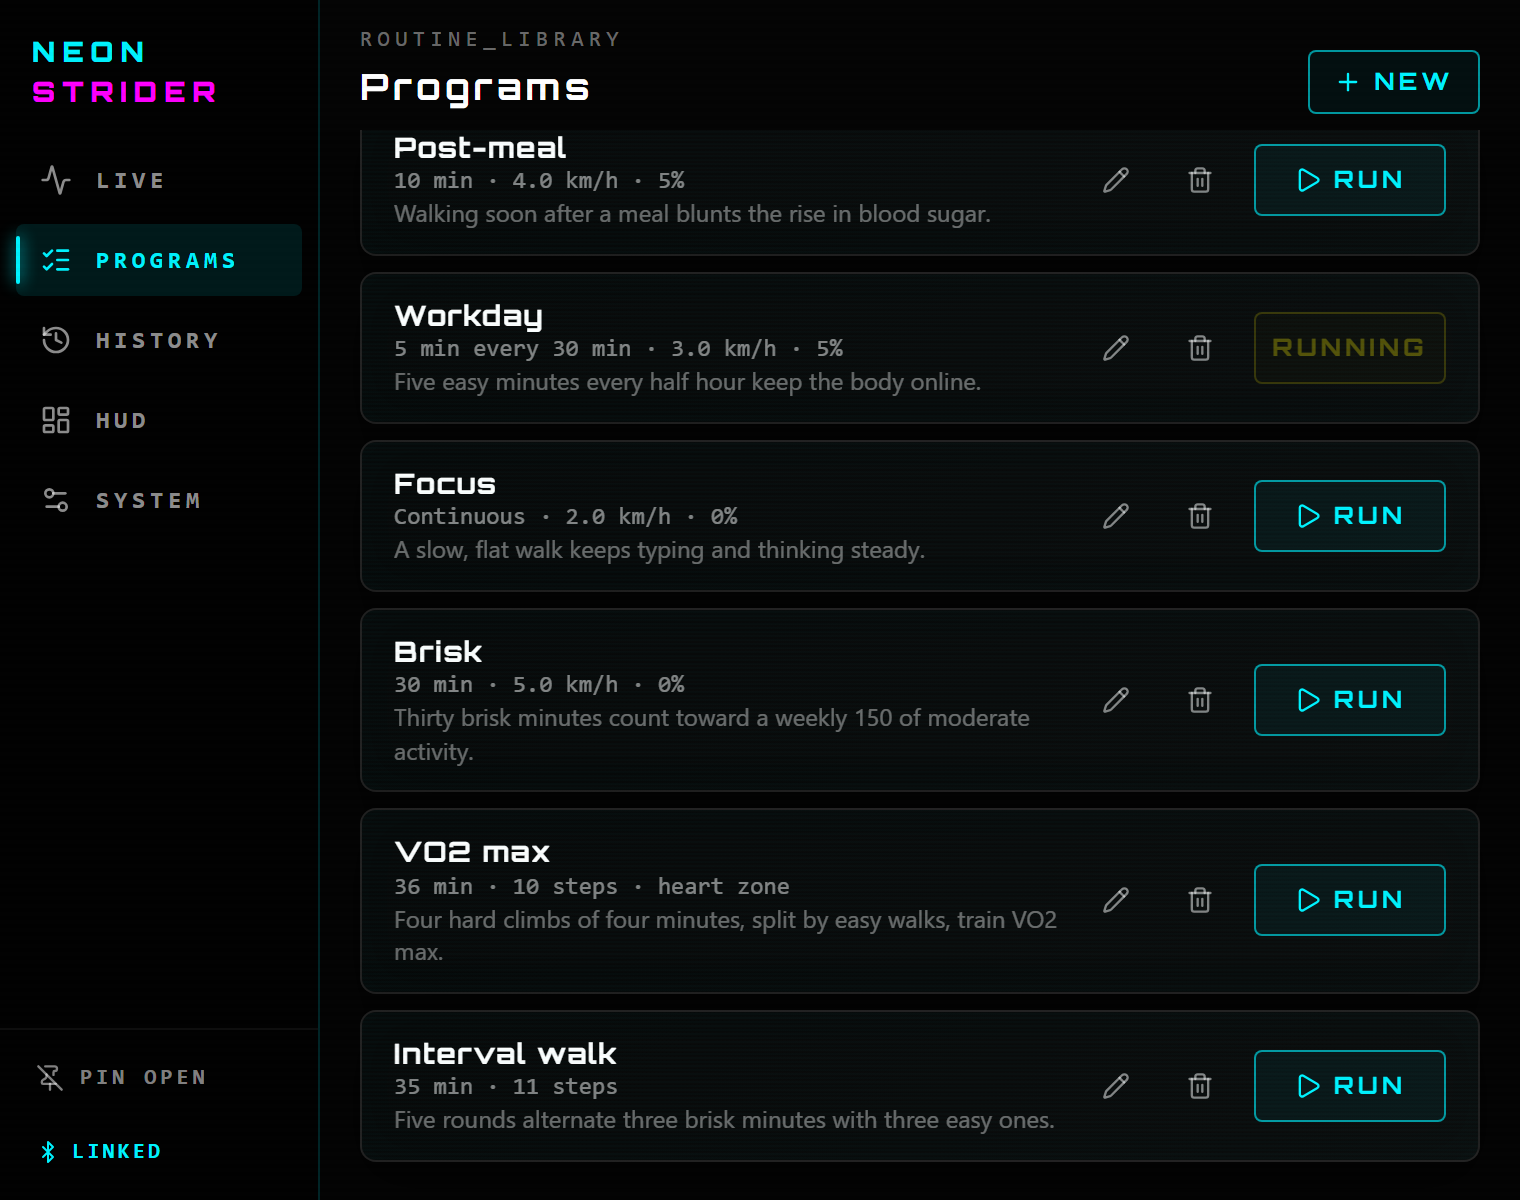 NEON
STRIDER
LIVE
PROGRAMS
HISTORY
HUD
SYSTEM
PIN OPEN
LINKED
ROUTINE_LIBRARY
Programs
+ NEW
Post-meal
10 min · 4.0 km/h · 5%
Walking soon after a meal blunts the rise in blood sugar.
RUN
Workday
5 min every 30 min · 3.0 km/h · 5%
Five easy minutes every half hour keep the body online.
RUNNING
Focus
Continuous · 2.0 km/h · 0%
A slow, flat walk keeps typing and thinking steady.
RUN
Brisk
30 min · 5.0 km/h · 0%
Thirty brisk minutes count toward a weekly 150 of moderate
activity.
RUN
VO2 max
36 min · 10 steps · heart zone
Four hard climbs of four minutes, split by easy walks, train VO2
max.
RUN
Interval walk
35 min · 11 steps
Five rounds alternate three brisk minutes with three easy ones.
RUN